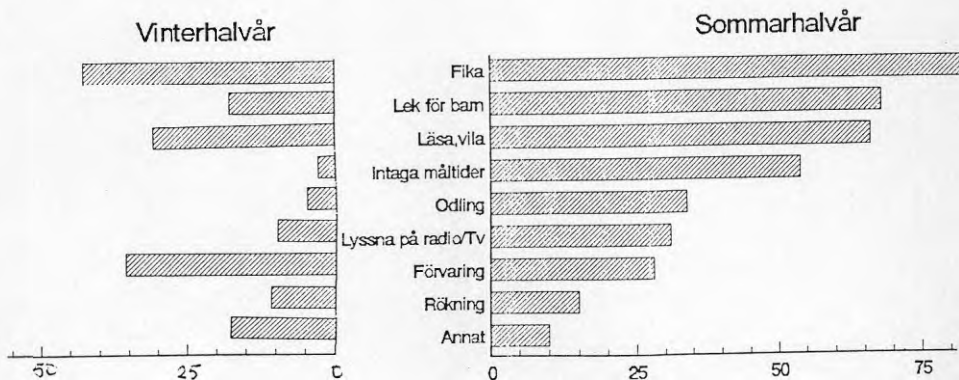 Vinterhalvår
Sommarhalvår
Fika
Lek för barn
Läsa,vila
Intaga måltider
Odling
Lyssna på radio/Tv
Förvaring
Rökning
Annat
50 25 0
0 25 50 75